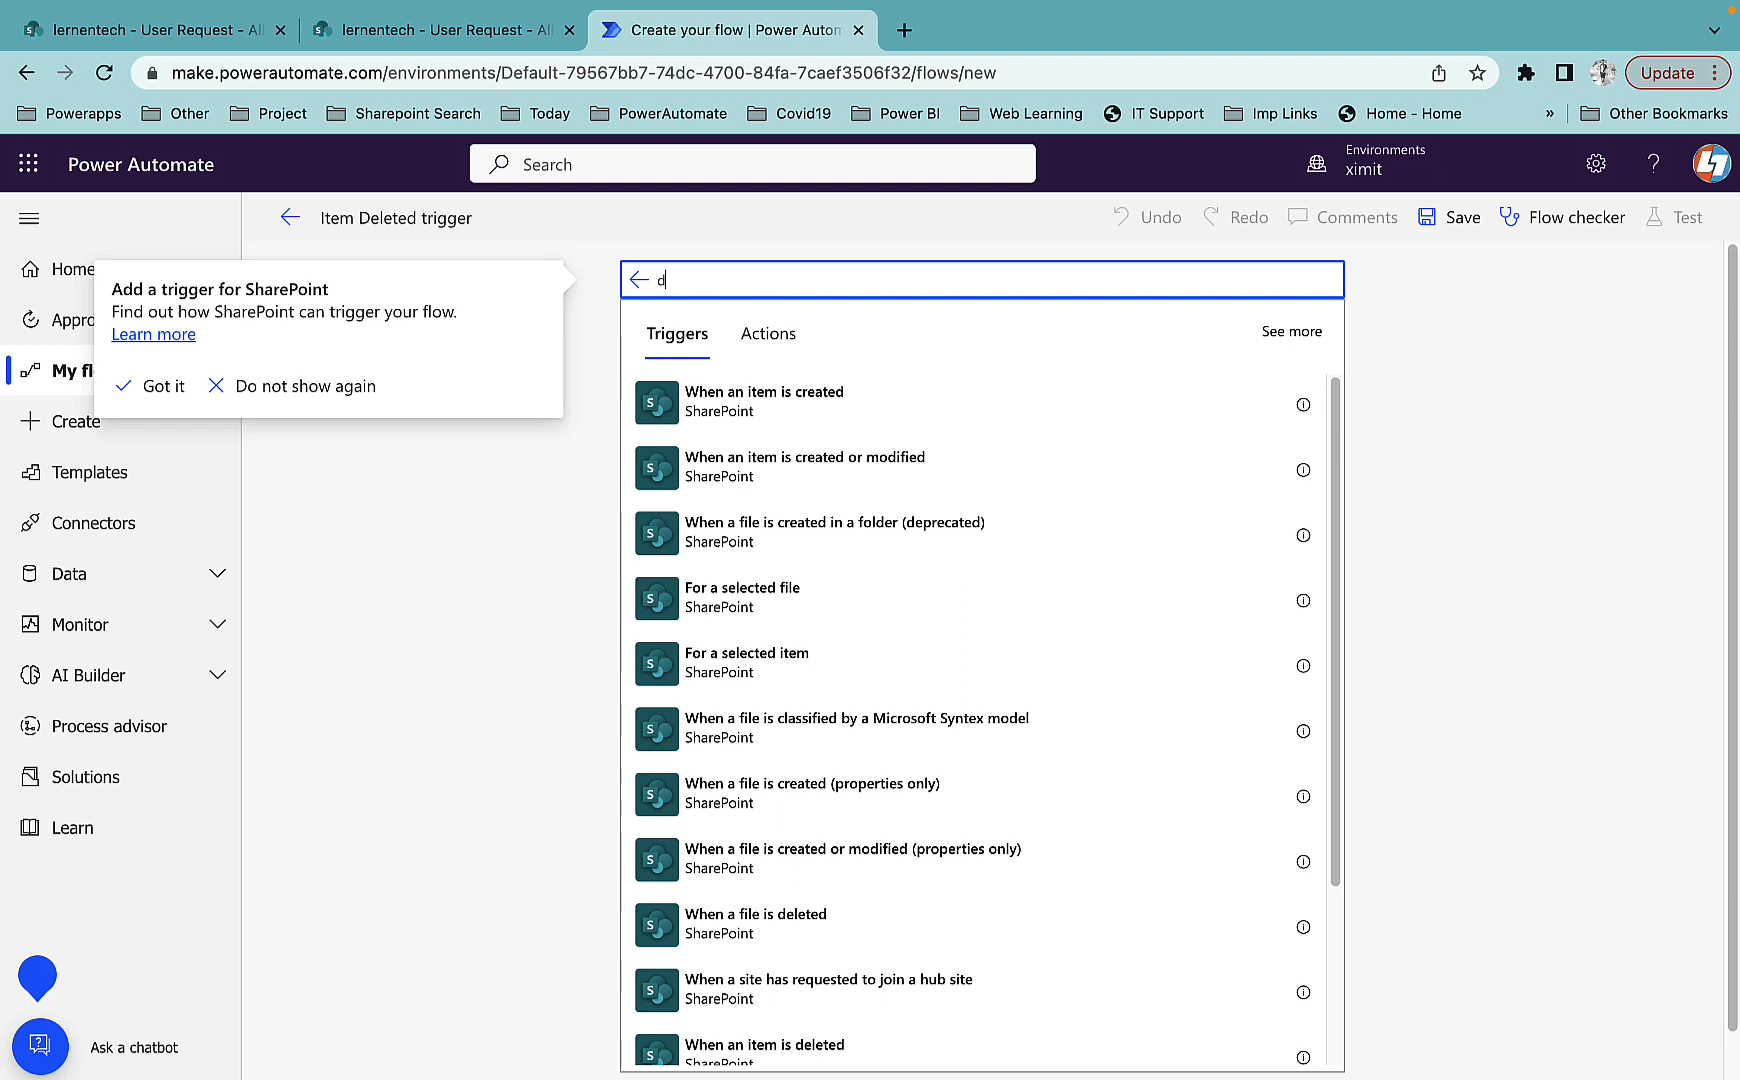 lernentech - User Request - All
lernentech - User Request - All
Create your flow | Power Autom
make.powerautomate.com/environments/Default-79567bb7-74dc-4700-84fa-7caef3506f32/flows/new
Update
Powerapps
Other
Project
Sharepoint Search
Today
PowerAutomate
Covid19
Power BI
Web Learning
IT Support
Imp Links
Home - Home
»
Other Bookmarks
Power Automate
Search
Environments
ximit
Item Deleted trigger
Undo
Redo
Comments
Save
Flow checker
Test
Home
Appro
My fl
Create
Templates
Connectors
Data
Monitor
AI Builder
Process advisor
Solutions
Learn
Ask a chatbot
Add a trigger for SharePoint
Find out how SharePoint can trigger your flow.
Learn more
Got it
Do not show again
d
Triggers
Actions
See more
When an item is created
SharePoint
When an item is created or modified
SharePoint
When a file is created in a folder (deprecated)
SharePoint
For a selected file
SharePoint
For a selected item
SharePoint
When a file is classified by a Microsoft Syntex model
SharePoint
When a file is created (properties only)
SharePoint
When a file is created or modified (properties only)
SharePoint
When a file is deleted
SharePoint
When a site has requested to join a hub site
SharePoint
When an item is deleted
SharePoint